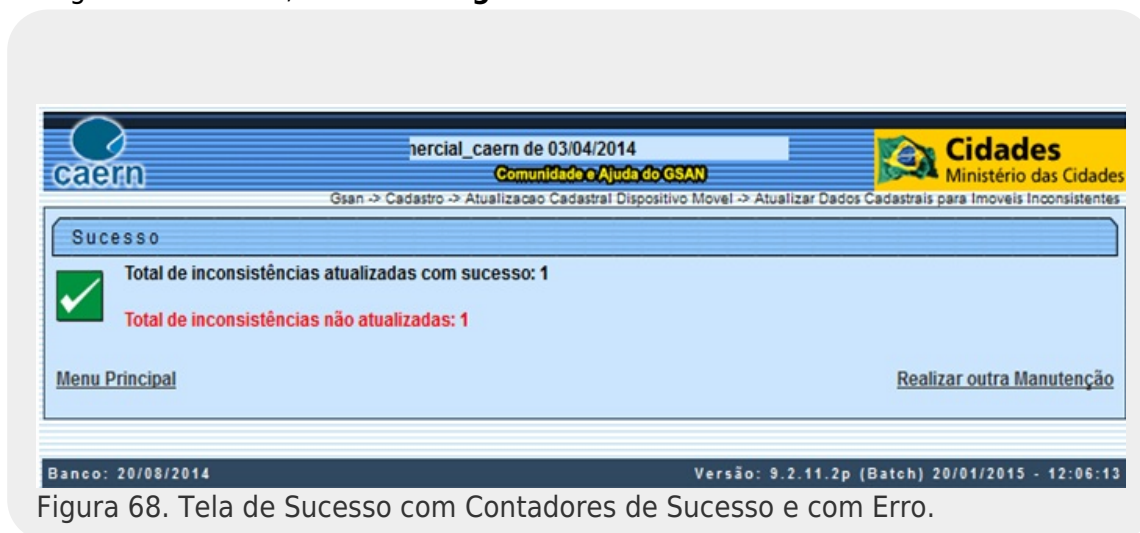 caern
hercial_caern de 03/04/2014
Comunidade e Ajuda do GSAN
Cidades
Ministério das Cidades
Gsan -> Cadastro -> Atualizacao Cadastral Dispositivo Movel -> Atualizar Dados Cadastrais para Imoveis Inconsistentes
Sucesso
Total de inconsistências atualizadas com sucesso: 1
Total de inconsistências não atualizadas: 1
Menu Principal
Realizar outra Manutenção
Banco: 20/08/2014
Versão: 9.2.11.2p (Batch) 20/01/2015 - 12:06:13
Figura 68. Tela de Sucesso com Contadores de Sucesso e com Erro.